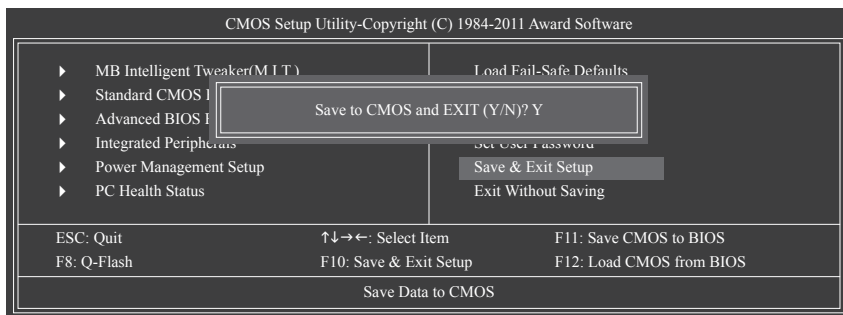 CMOS Setup Utility-Copyright (C) 1984-2011 Award Software
MB Intelligent Tweaker(M.I.T.)
Standard CMOS
Advanced BIOS
Integrated Peripherals
Power Management Setup
PC Health Status
Load Fail-Safe Defaults
Set User Password
Save & Exit Setup
Exit Without Saving
Save to CMOS and EXIT (Y/N)? Y
ESC: Quit ↑↓→←: Select Item F11: Save CMOS to BIOS
F8: Q-Flash F10: Save & Exit Setup F12: Load CMOS from BIOS
Save Data to CMOS